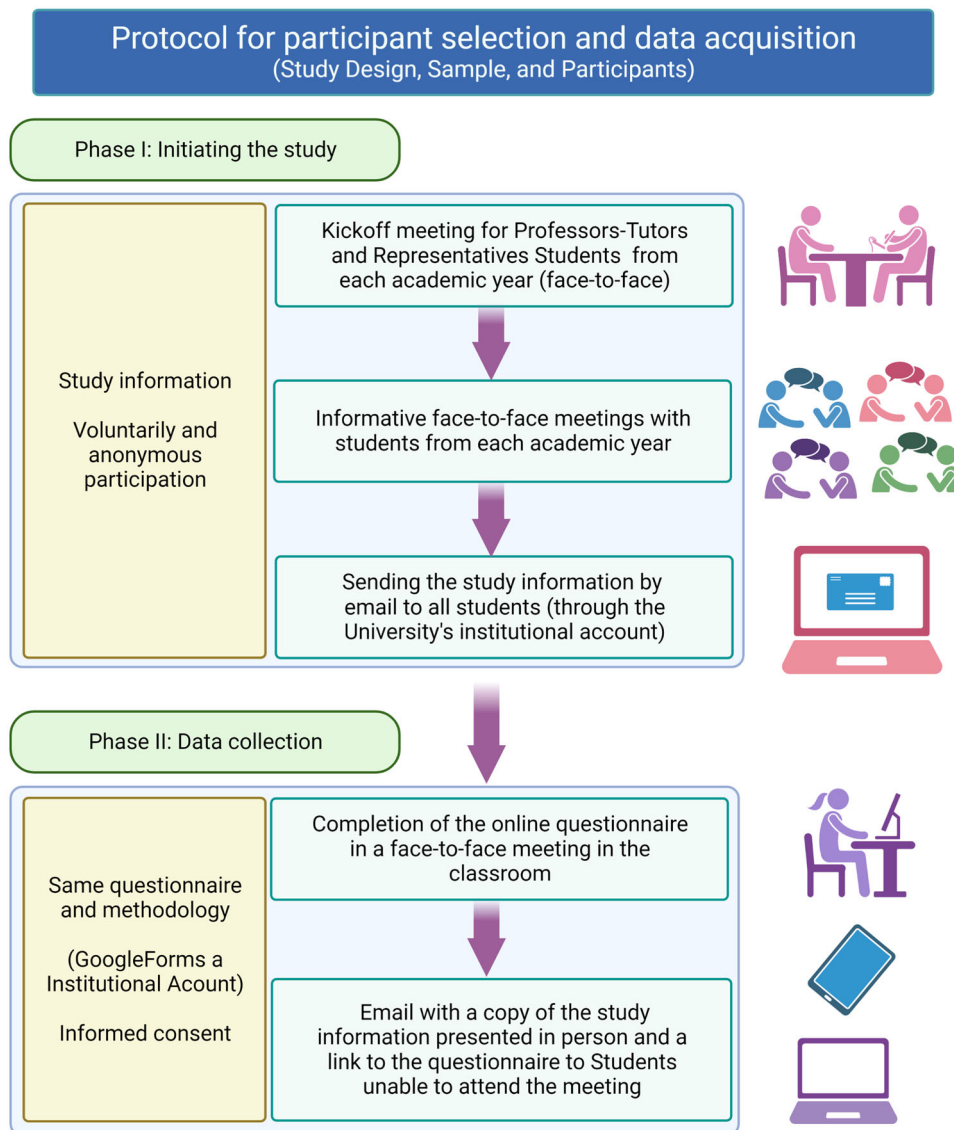 Protocol for participant selection and data acquisition
(Study Design, Sample, and Participants)
Phase I: Initiating the study
Study information
Voluntarily and
anonymous
participation
Kickoff meeting for Professors-Tutors
and Representatives Students from
each academic year (face-to-face)
Informative face-to-face meetings with
students from each academic year
Sending the study information by
email to all students (through the
University's institutional account)
Phase II: Data collection
Same questionnaire
and methodology
(GoogleForms a
Institutional Acount)
Informed consent
Completion of the online questionnaire
in a face-to-face meeting in the
classroom
Email with a copy of the study
information presented in person and a
link to the questionnaire to Students
unable to attend the meeting